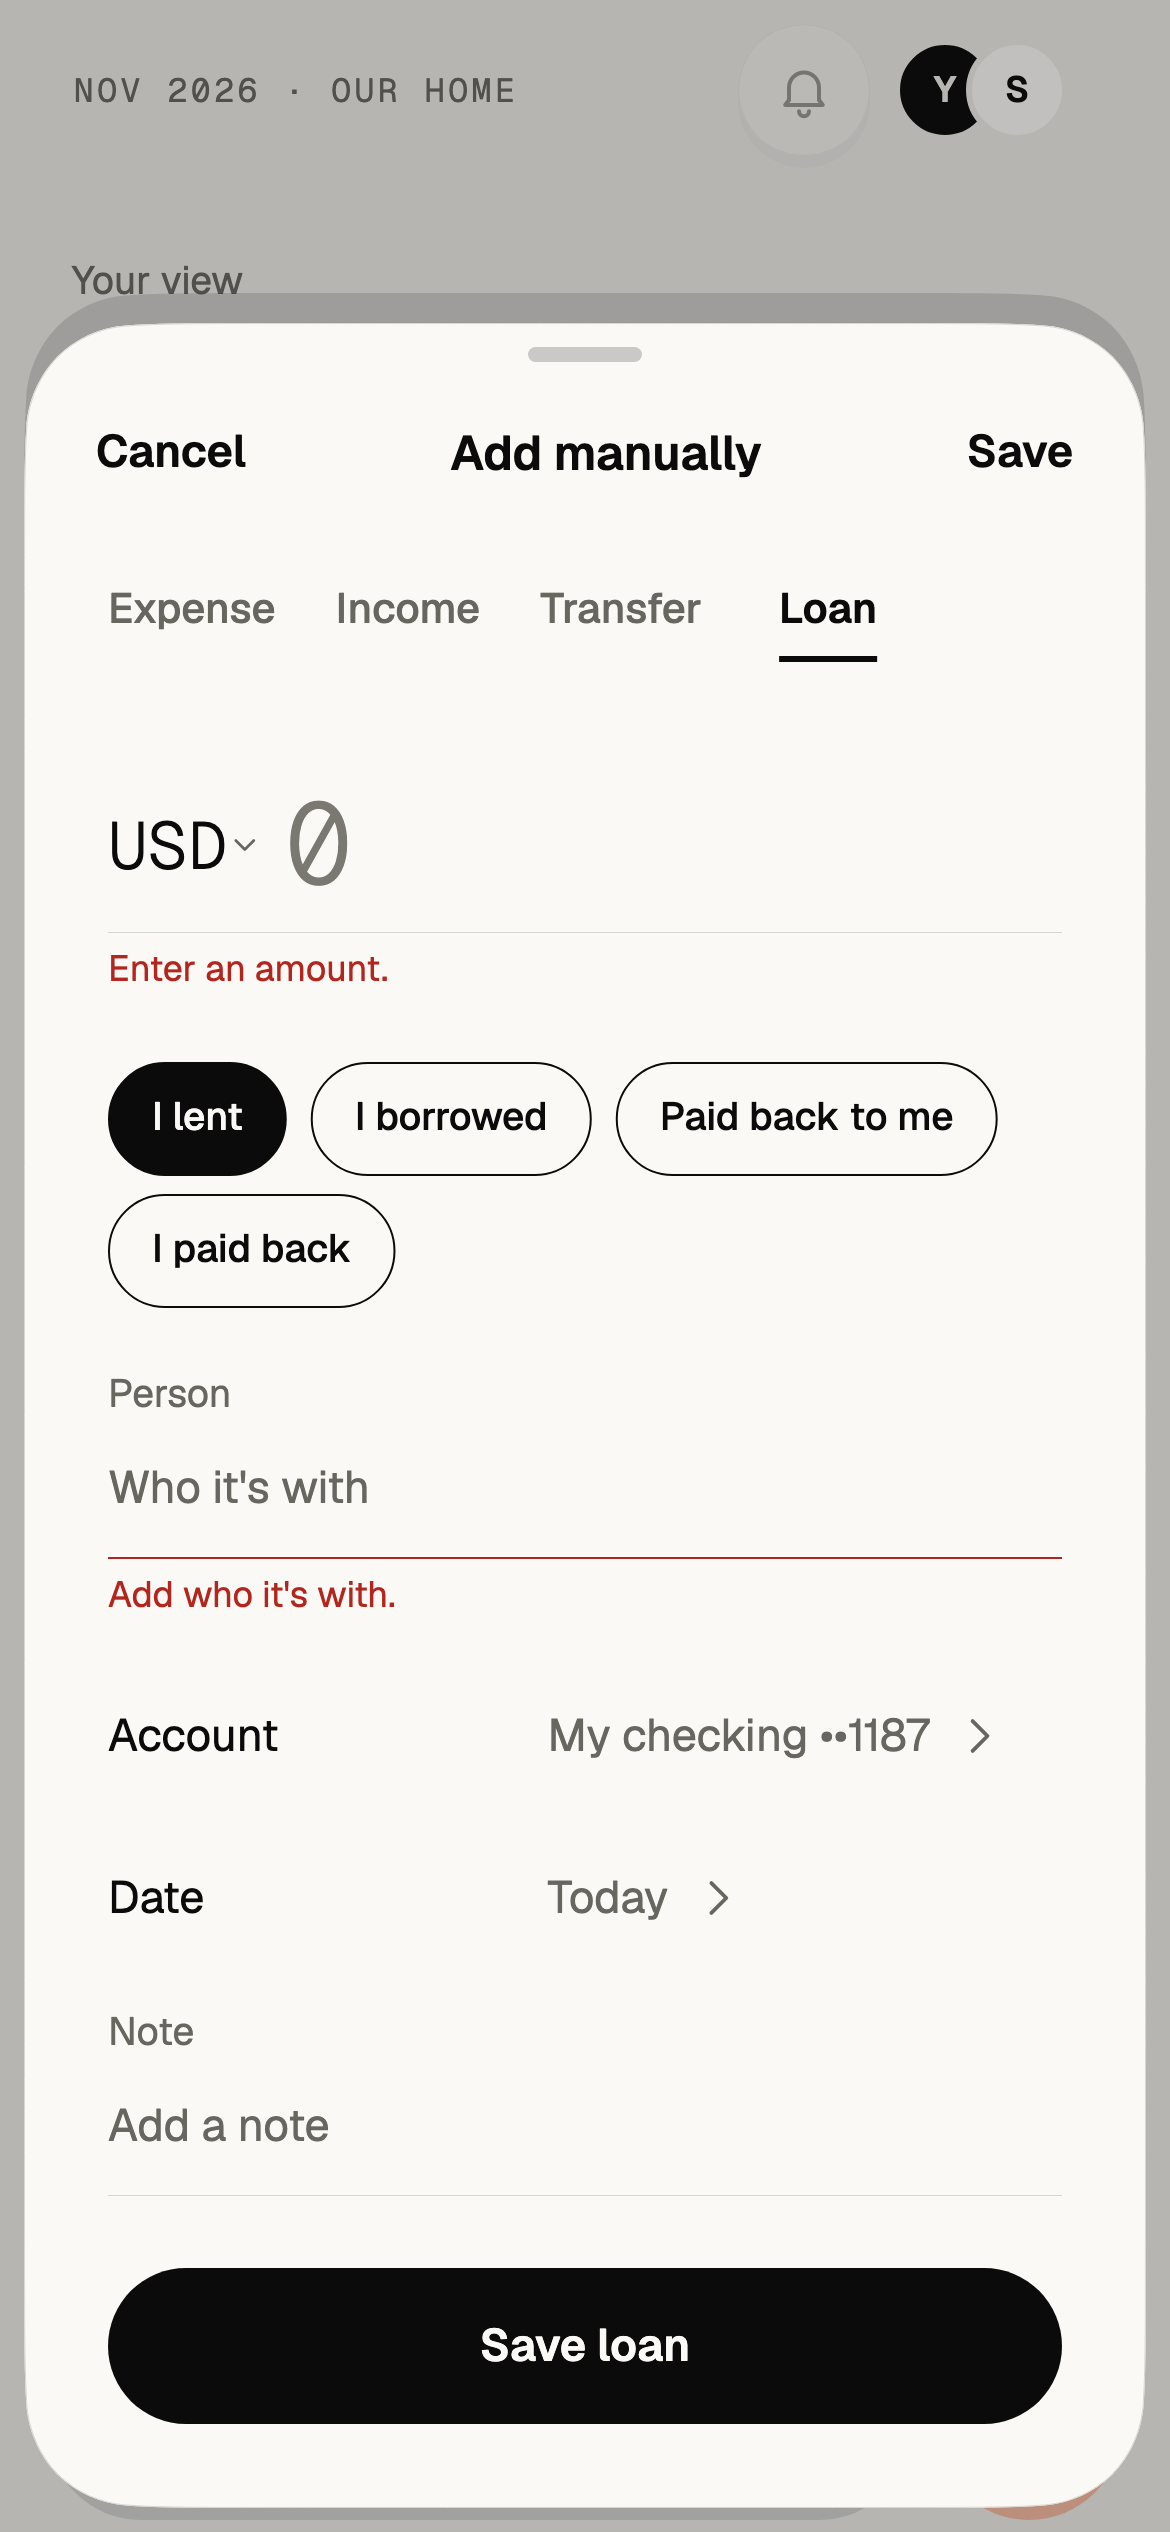 NOV 2026 · OUR HOME
Y S
Your view
Cancel Add manually Save
Expense Income Transfer Loan
USD 0
Enter an amount.
I lent I borrowed Paid back to me
I paid back
Person
Who it's with
Add who it's with.
Account My checking ••1187
Date Today
Note
Add a note
Save loan